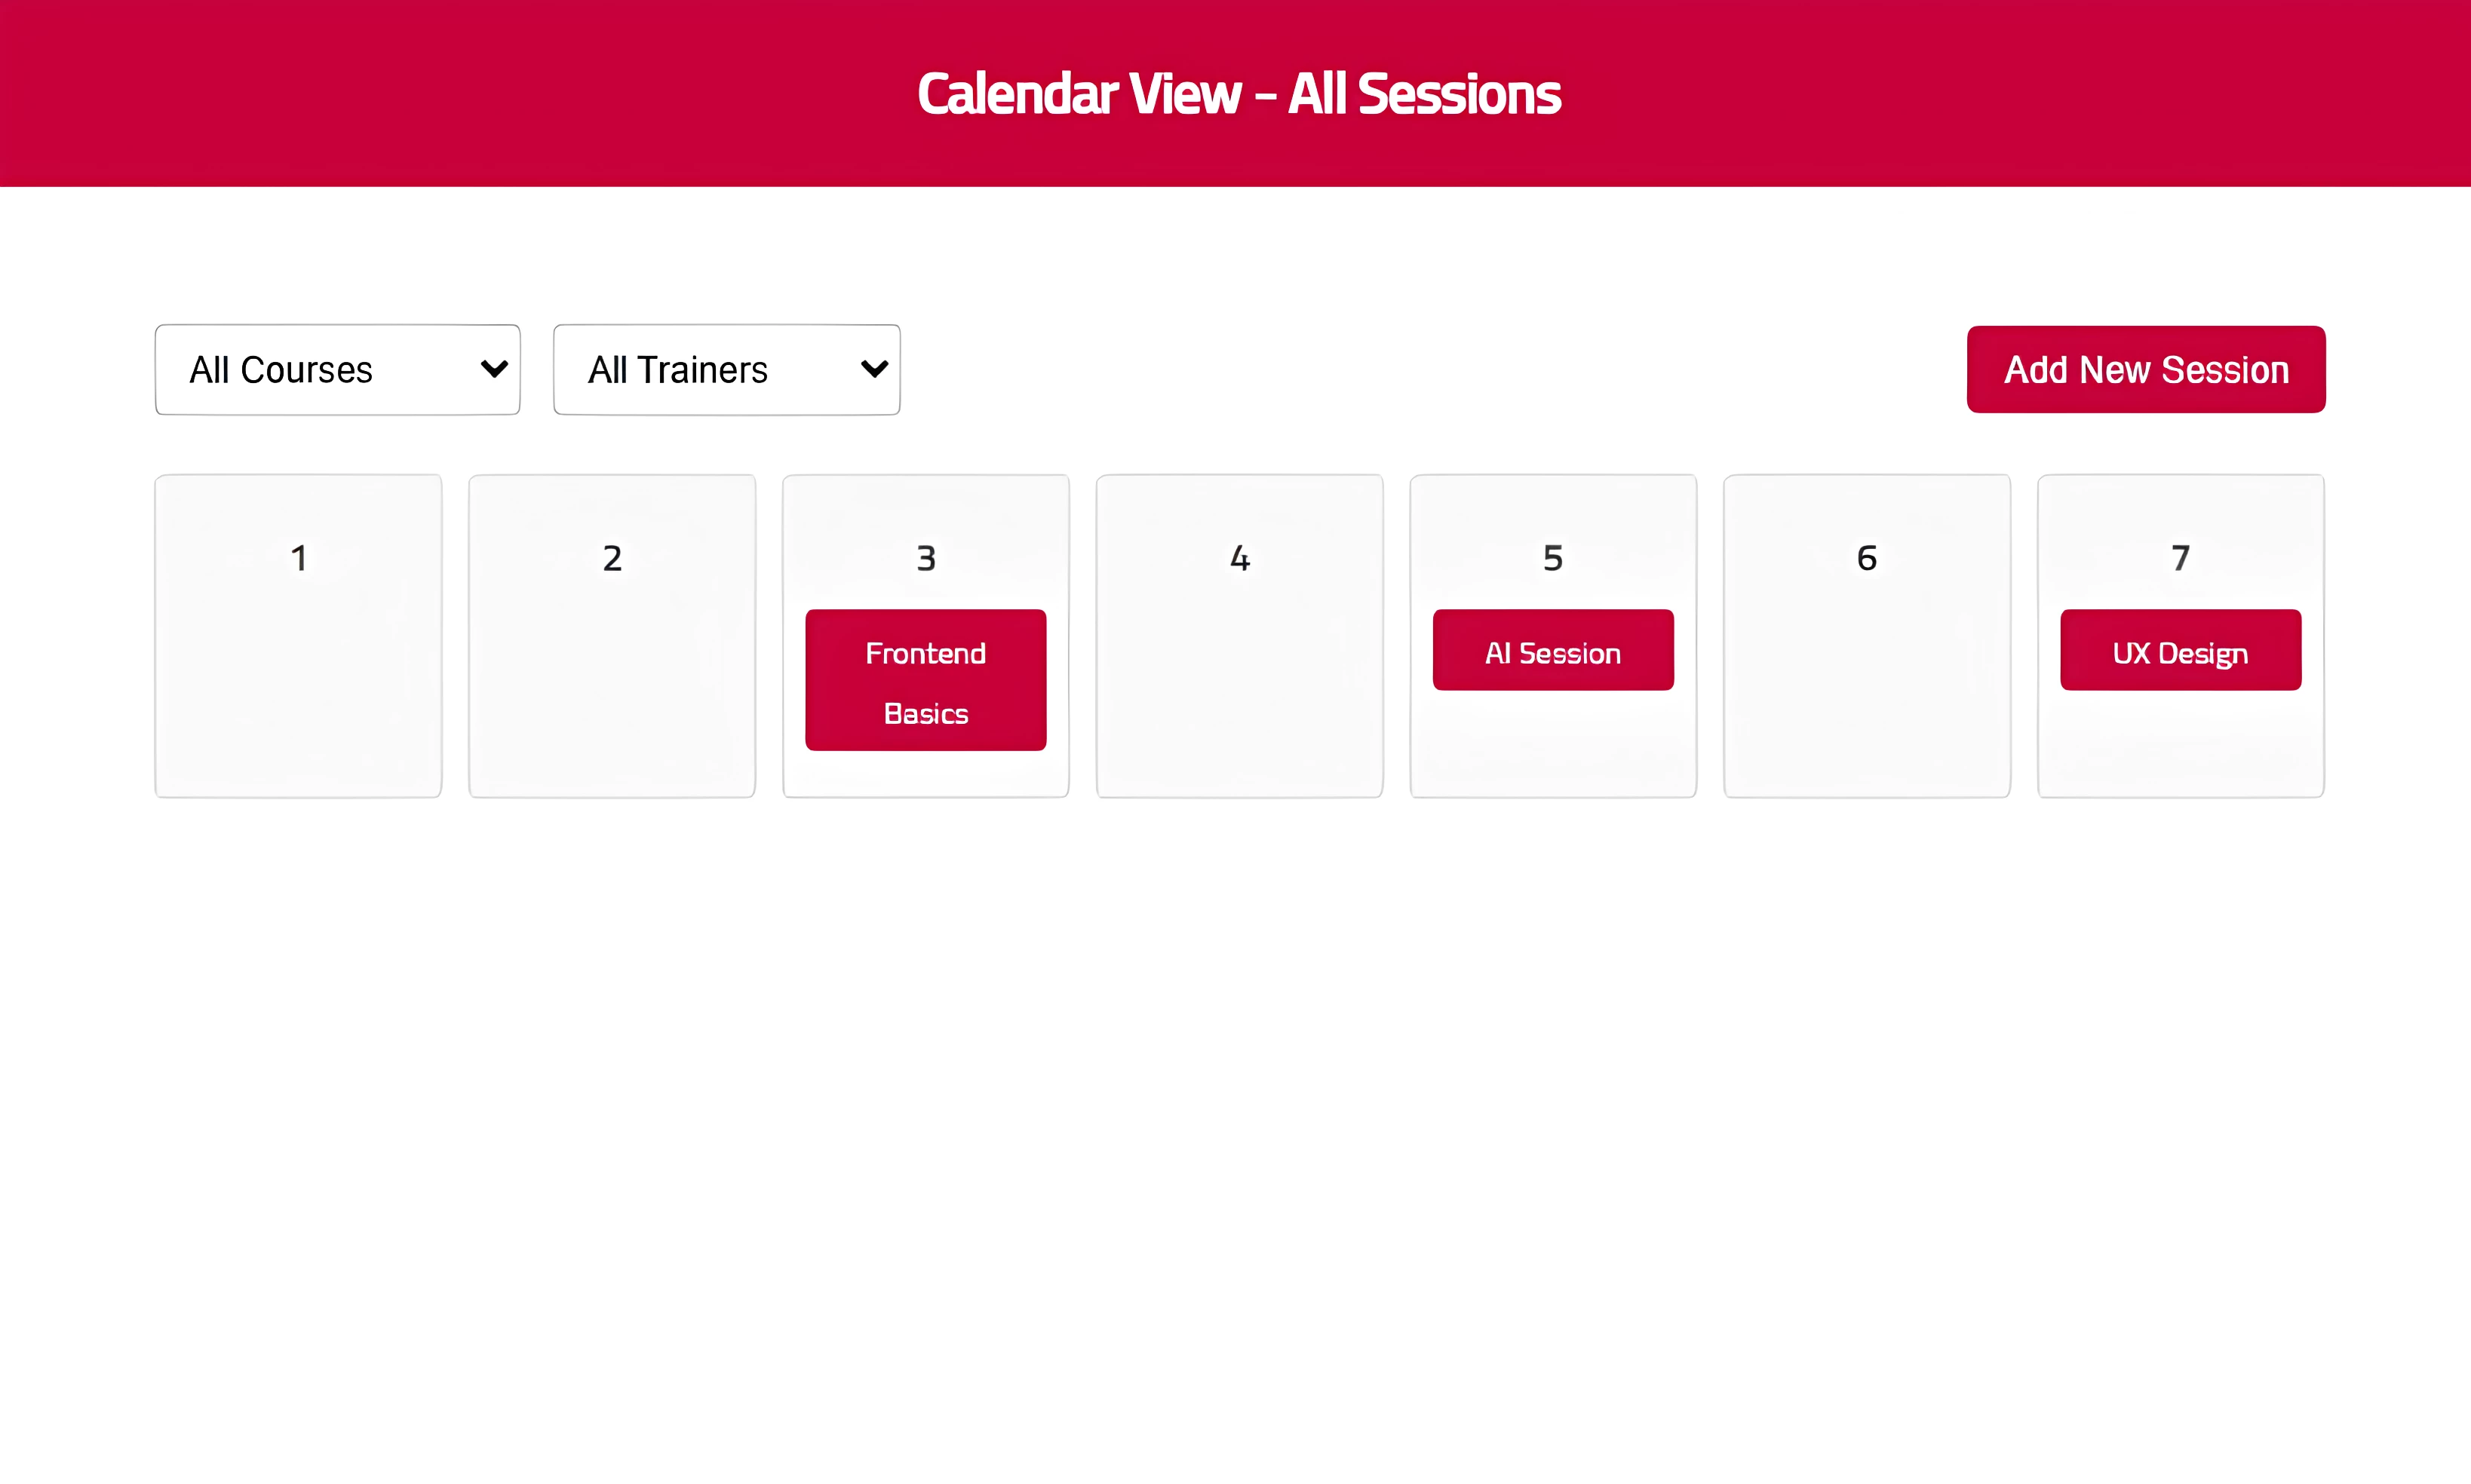 Calendar View - All Sessions
All Courses
All Trainers
Add New Session
1
2
3
4
5
6
7
Frontend
Basics
AI Session
UX Design